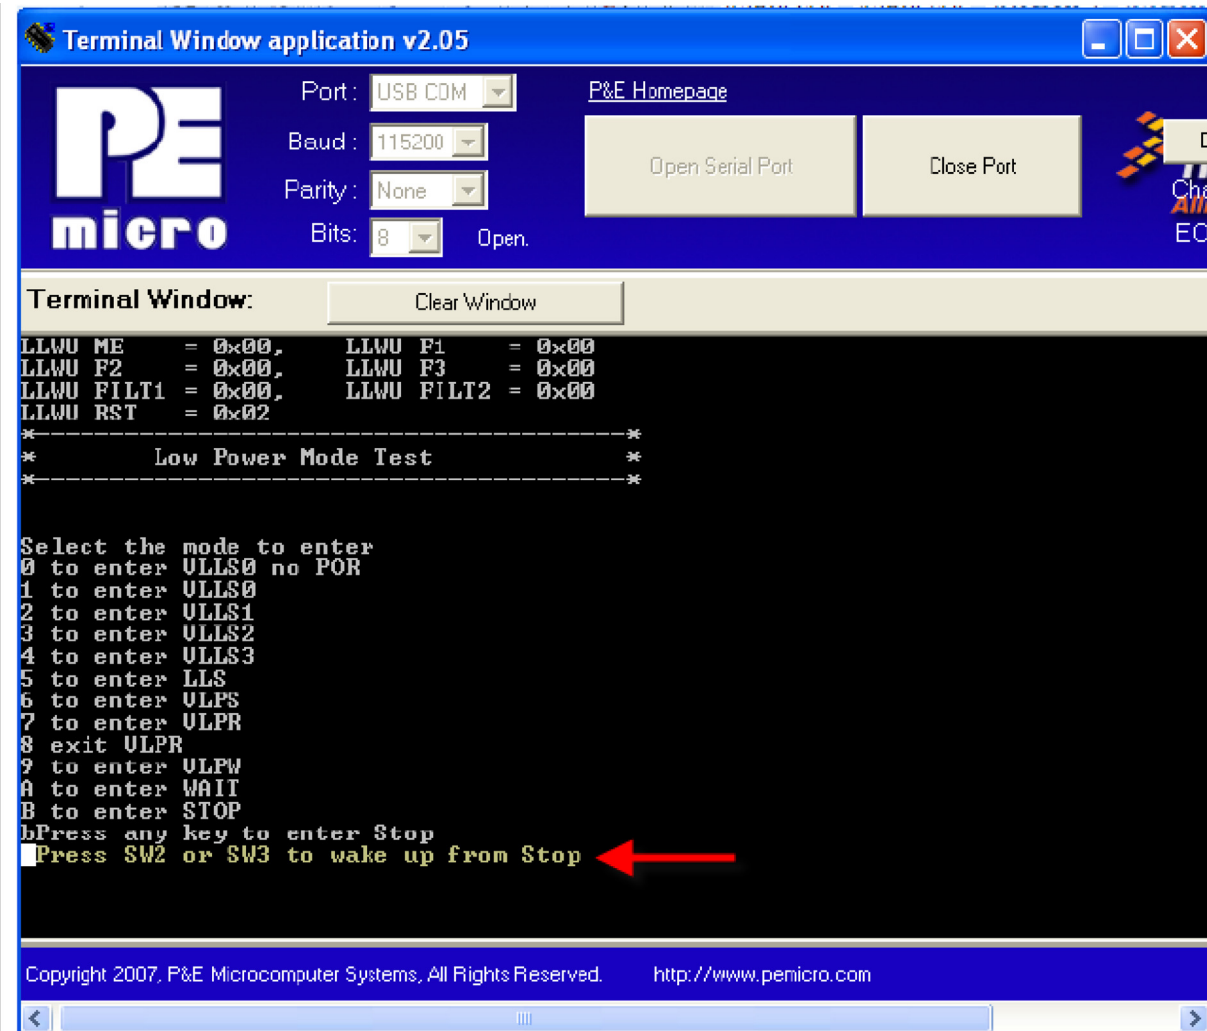 Terminal Window application v2.05
PE
micro
Port: USB COM
P&E Homepage
Baud: 115200
Open Serial Port
Close Port
Parity: None
Bits: 8
Open.
Terminal Window:
Clear Window
LLWU ME    = 0x00,    LLWU F1    = 0x00
LLWU F2    = 0x00,    LLWU F3    = 0x00
LLWU FILT1 = 0x00,    LLWU FILT2 = 0x00
LLWU RST   = 0x02
*-----------------------------------------*
*        Low Power Mode Test              *
*-----------------------------------------*
Select the mode to enter
0 to enter VLLS0 no POR
1 to enter VLLS0
2 to enter VLLS1
3 to enter VLLS2
4 to enter VLLS3
5 to enter LLS
6 to enter VLPS
7 to enter VLPR
8 exit VLPR
9 to enter VLPW
A to enter WAIT
B to enter STOP
bPress any key to enter Stop
Press SW2 or SW3 to wake up from Stop
Copyright 2007, P&E Microcomputer Systems, All Rights Reserved.
http://www.pemicro.com